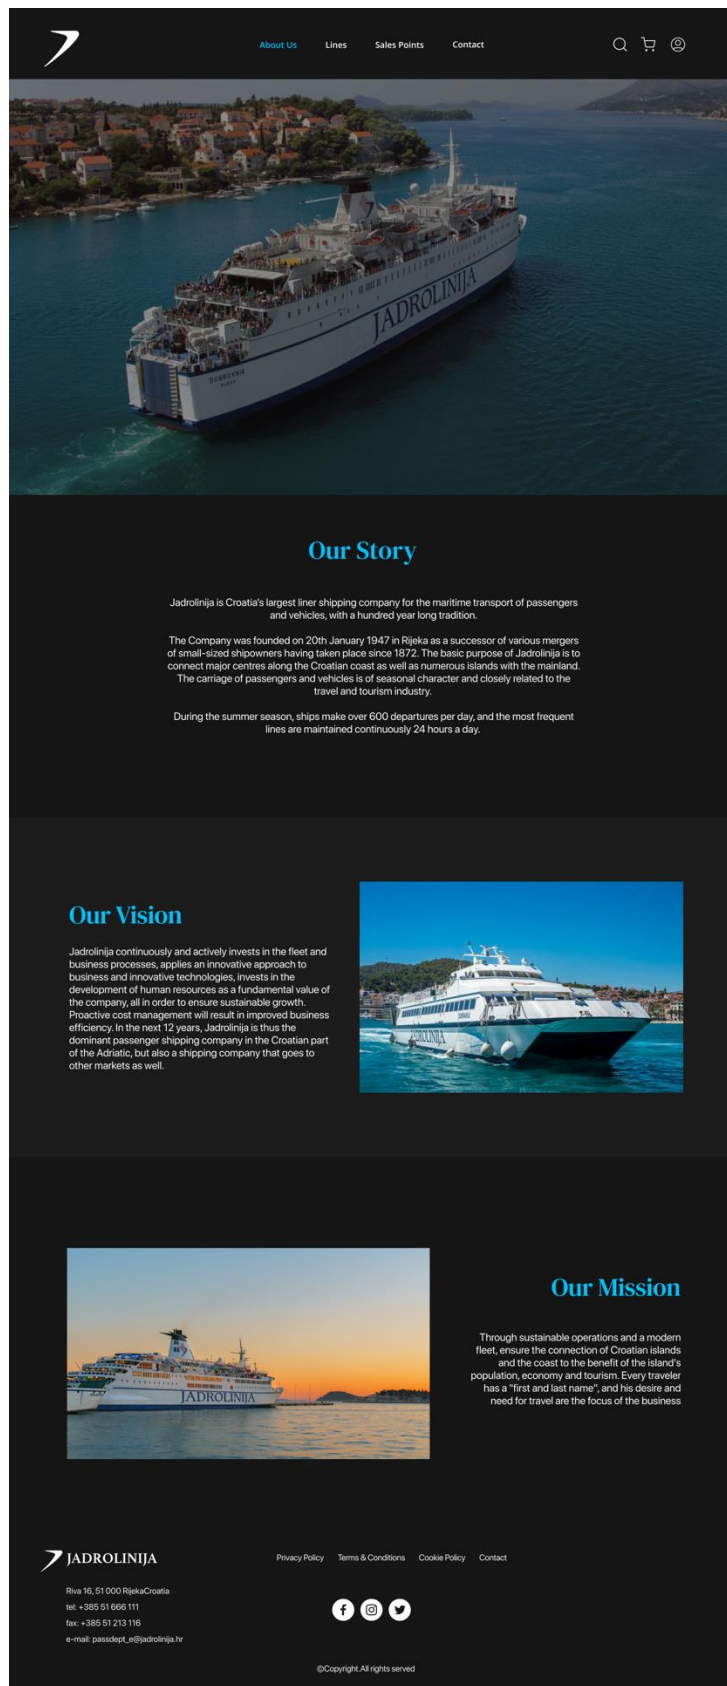 About Us
Lines
Sales Points
Contact
JADROLINIJA
DUBROVNIK
RIJEKA
Our Story
Jadrolinija is Croatia's largest liner shipping company for the maritime transport of passengers
and vehicles, with a hundred year long tradition.
The Company was founded on 20th January 1947 in Rijeka as a successor of various mergers
of small-sized shipowners having taken place since 1872. The basic purpose of Jadrolinija is to
connect major centres along the Croatian coast as well as numerous islands with the mainland.
The carriage of passengers and vehicles is of seasonal character and closely related to the
travel and tourism industry.
During the summer season, ships make over 600 departures per day, and the most frequent
lines are maintained continuously 24 hours a day.
Our Vision
Jadrolinija continuously and actively invests in the fleet and
business processes, applies an innovative approach to
business and innovative technologies, invests in the
development of human resources as a fundamental value of
the company, all in order to ensure sustainable growth.
Proactive cost management will result in improved business
efficiency. In the next 12 years, Jadrolinija is thus the
dominant passenger shipping company in the Croatian part
of the Adriatic, but also a shipping company that goes to
other markets as well.
JADROLINIJA
Our Mission
Through sustainable operations and a modern
fleet, ensure the connection of Croatian islands
and the coast to the benefit of the island's
population, economy and tourism. Every traveler
has a "first and last name", and his desire and
need for travel are the focus of the business
JADROLINIJA
JADROLINIJA
Privacy Policy
Terms & Conditions
Cookie Policy
Contact
Riva 16, 51 000 RijekaCroatia
tel: +385 51 666 111
fax: +385 51 213 116
e-mail: passdept_e@jadrolinija.hr
©Copyright.All rights served